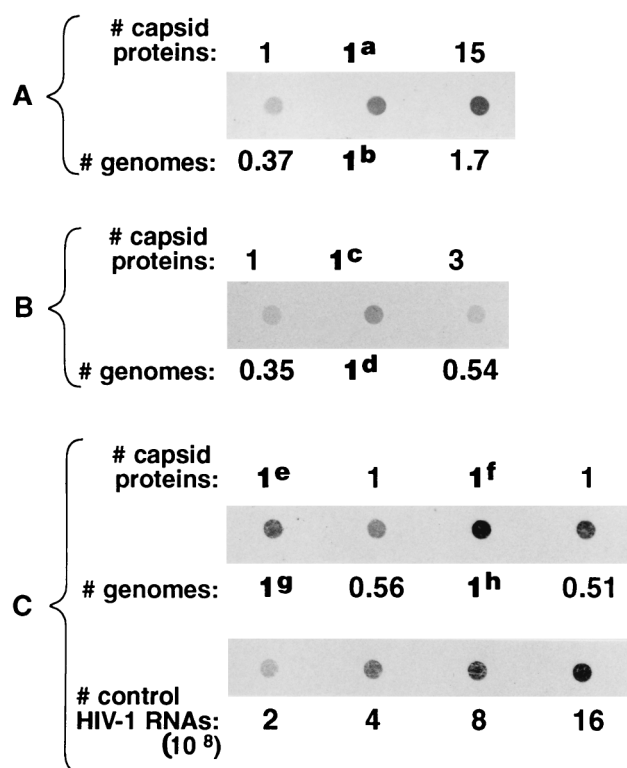 # capsid
proteins: 1 1a 15
A
# genomes: 0.37 1b 1.7
# capsid
proteins: 1 1c 3
B
# genomes: 0.35 1d 0.54
# capsid
proteins: 1e 1 1f 1
C
# genomes: 1g 0.56 1h 0.51
# control
HIV-1 RNAs: 2 4 8 16
(10 8)